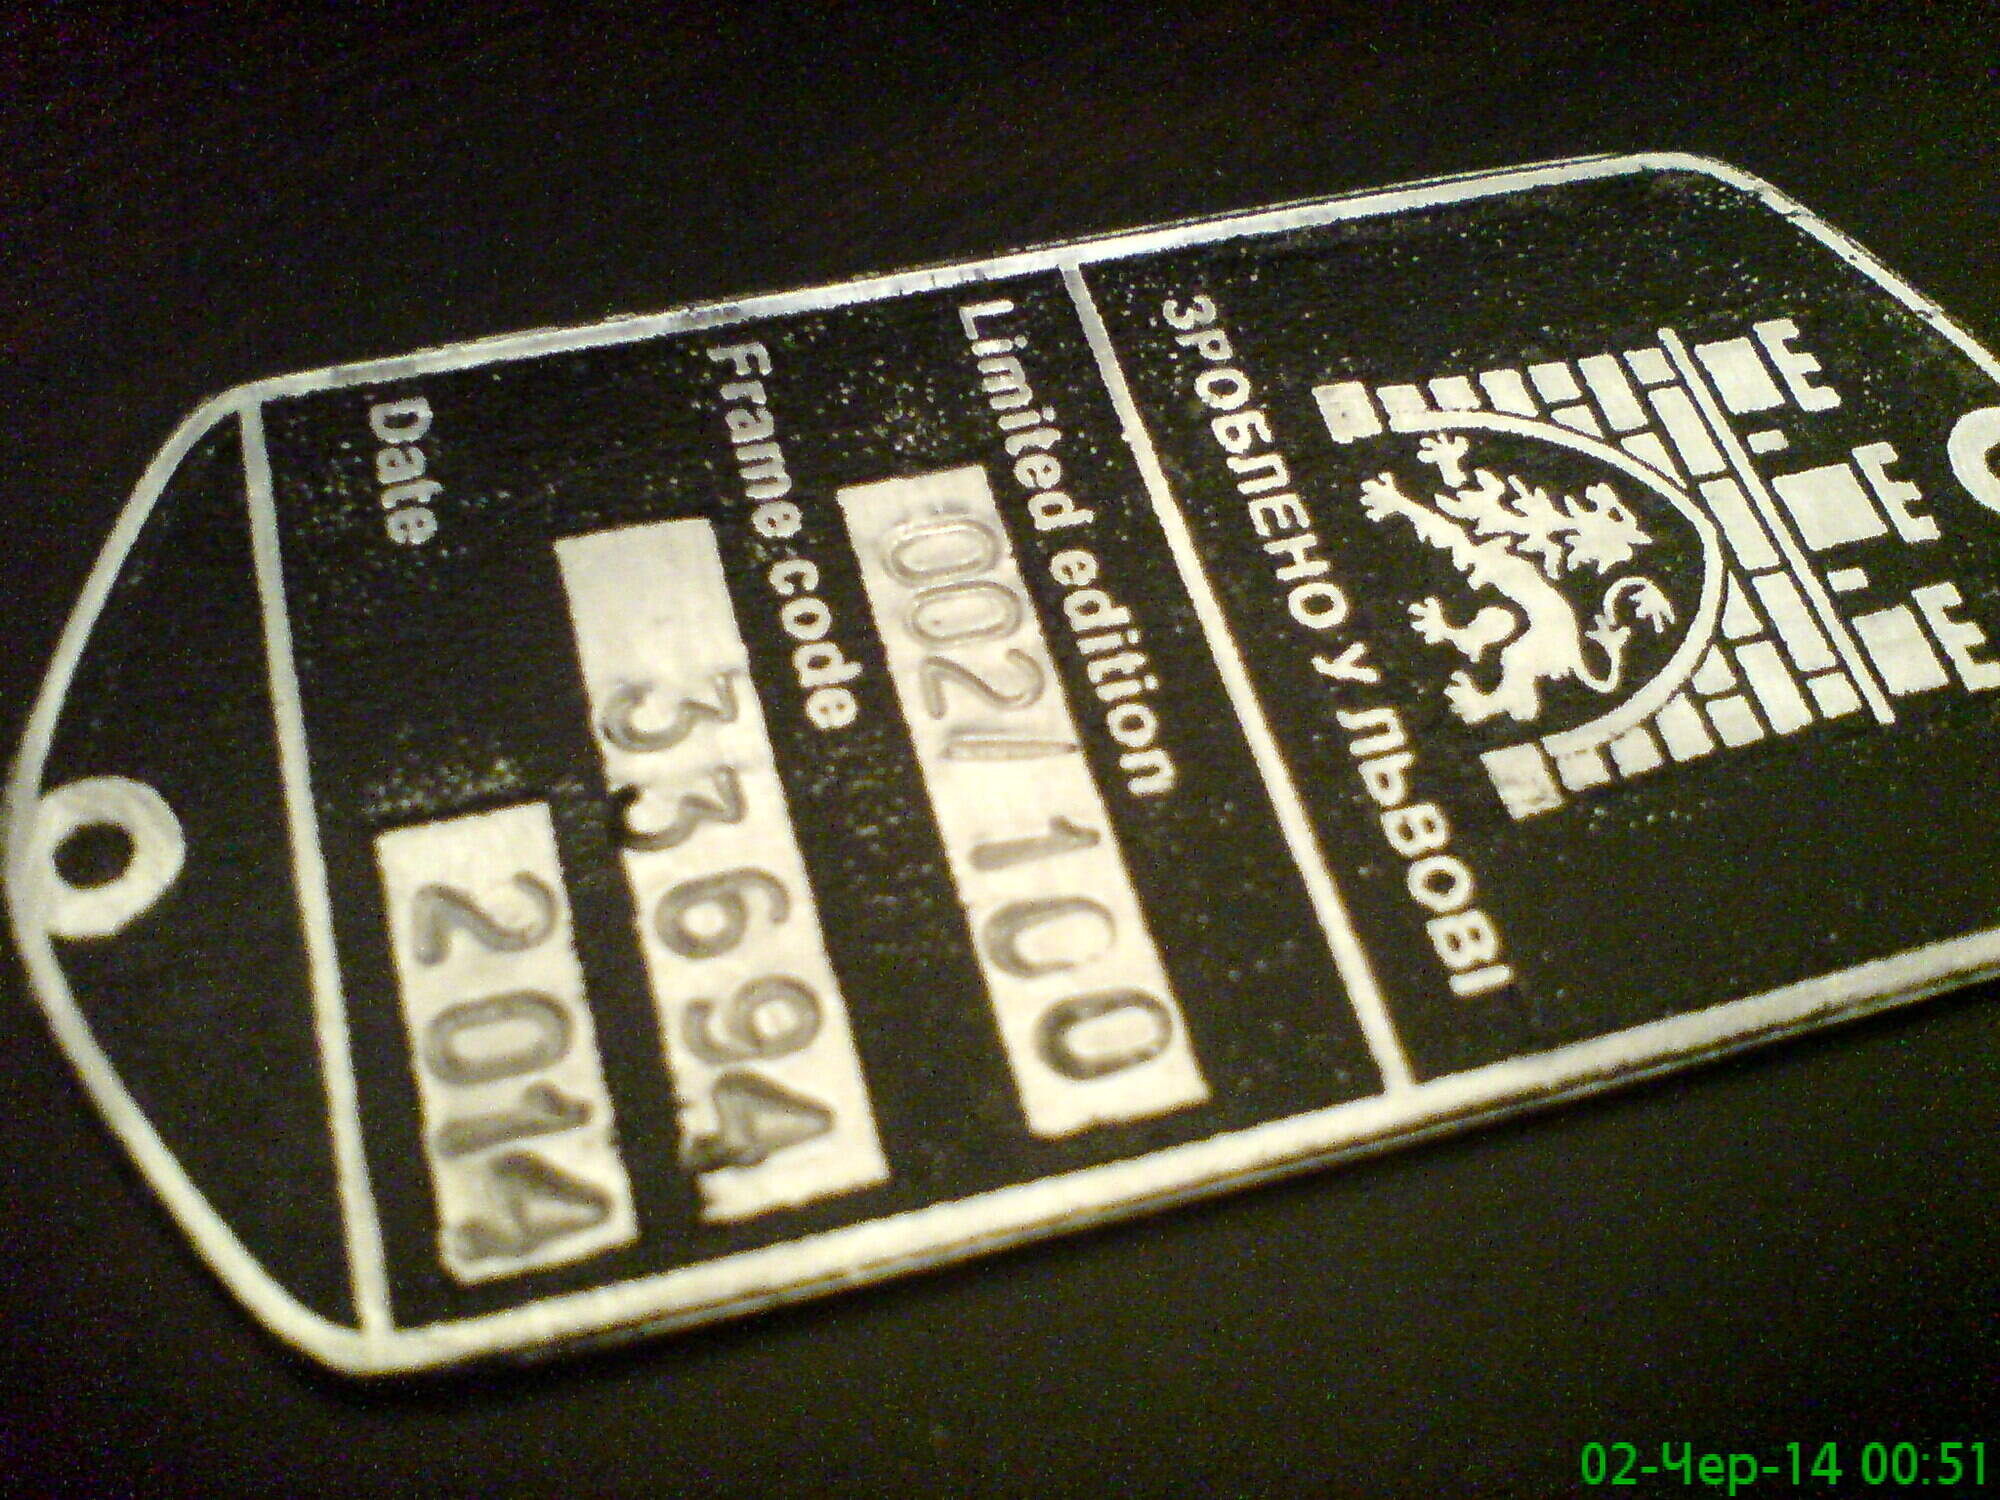 ЗРОБЛЕНО У ЛЬВОВІ
Limited edition
002/100
Frame code
33694
Date
2014
02-Чер-14 00:51